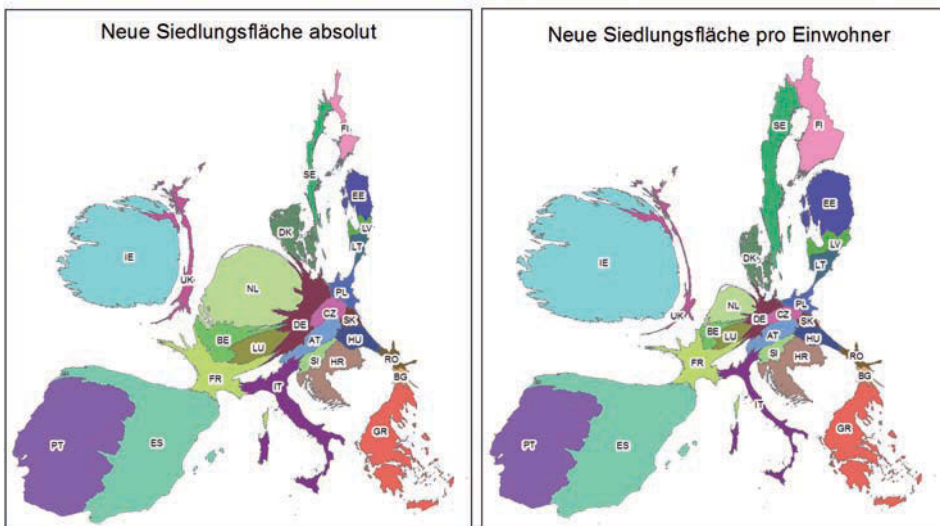 Neue Siedlungsfläche absolut
FI
SE
EE
DK
LV
LT
IE
UK
NL
PL
DE
CZ
SK
BE
LU
AT
HU
FR
SI
HR
RO
IT
BG
PT
ES
GR
Neue Siedlungsfläche pro Einwohner
SE
FI
EE
LV
DK
LT
IE
UK
NL
PL
DE
CZ
SK
BE
LU
AT
HU
FR
SI
HR
RO
BG
IT
PT
ES
GR